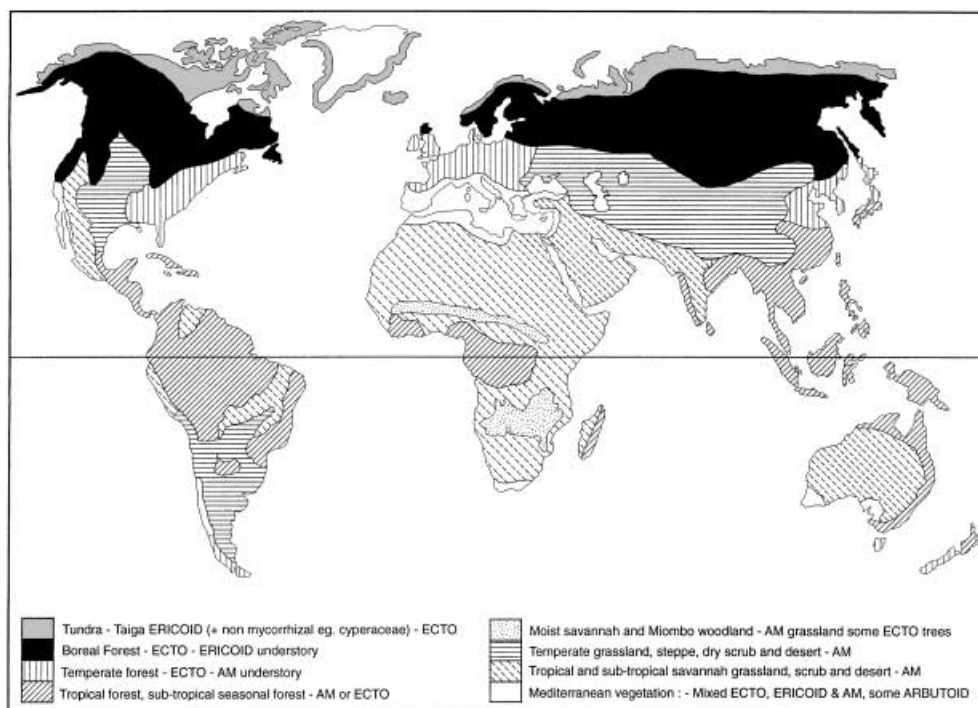 Tundra - Taiga ERICOID (+ non mycorrhizal eg. cyperaceae) - ECTO
Boreal Forest - ECTO - ERICOID understory
Temperate forest - ECTO - AM understory
Tropical forest, sub-tropical seasonal forest - AM or ECTO
Moist savannah and Miombo woodland - AM grassland some ECTO trees
Temperate grassland, steppe, dry scrub and desert - AM
Tropical and sub-tropical savannah grassland, scrub and desert - AM
Mediterranean vegetation : - Mixed ECTO, ERICOID & AM, some ARBUTOID